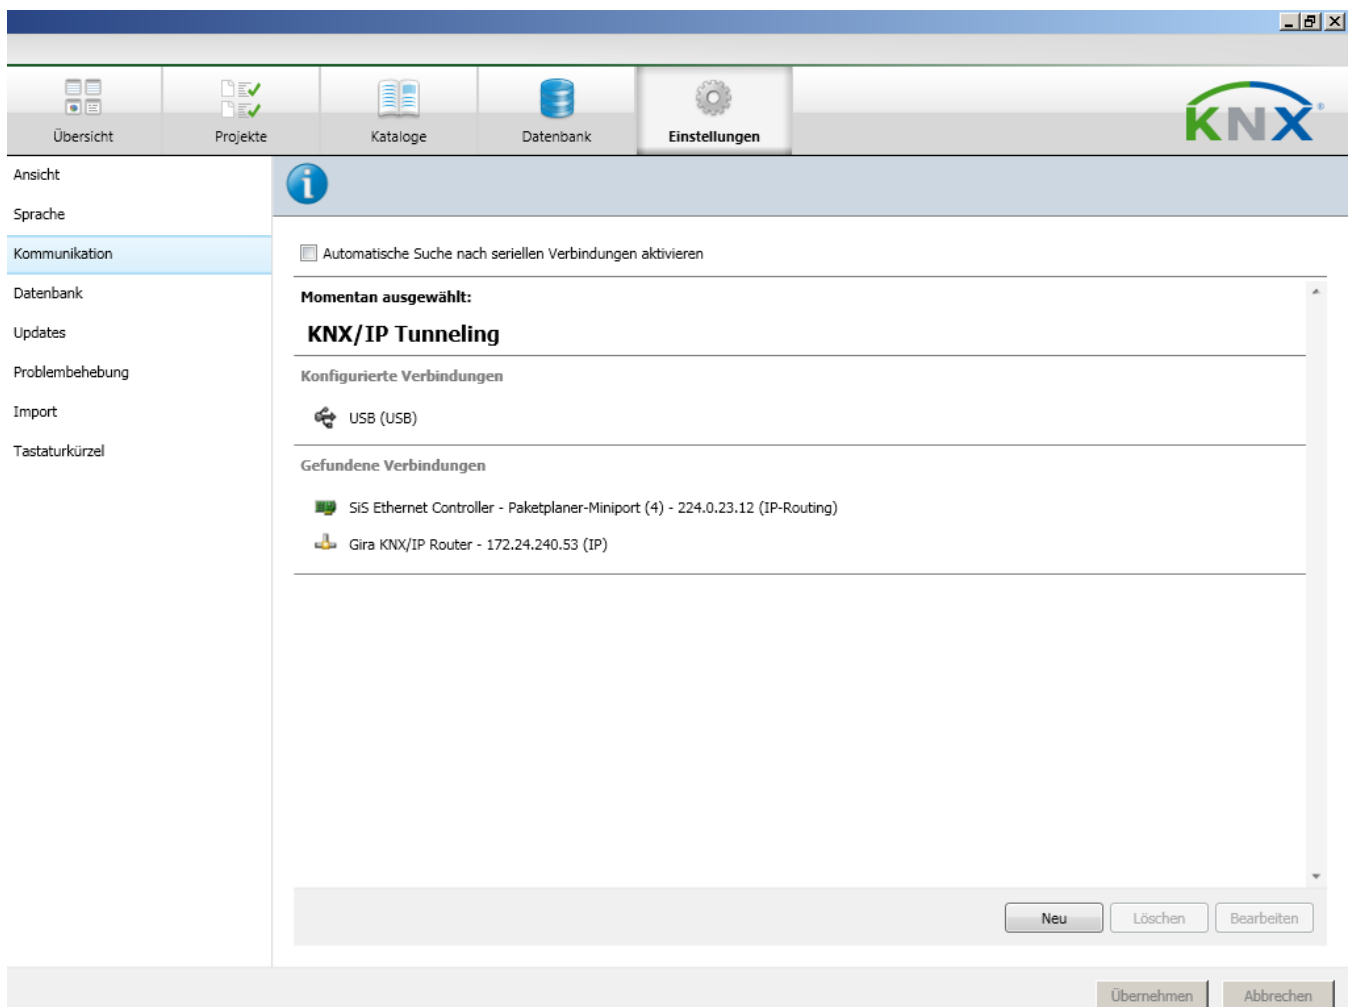 Übersicht
Projekte
Kataloge
Datenbank
Einstellungen
KNX®
Ansicht
Sprache
Kommunikation
Datenbank
Updates
Problembehebung
Import
Tastaturkürzel
Automatische Suche nach seriellen Verbindungen aktivieren
Momentan ausgewählt:
KNX/IP Tunneling
Konfigurierte Verbindungen
USB (USB)
Gefundene Verbindungen
SiS Ethernet Controller - Paketplaner-Miniport (4) - 224.0.23.12 (IP-Routing)
Gira KNX/IP Router - 172.24.240.53 (IP)
Neu
Löschen
Bearbeiten
Übernehmen
Abbrechen